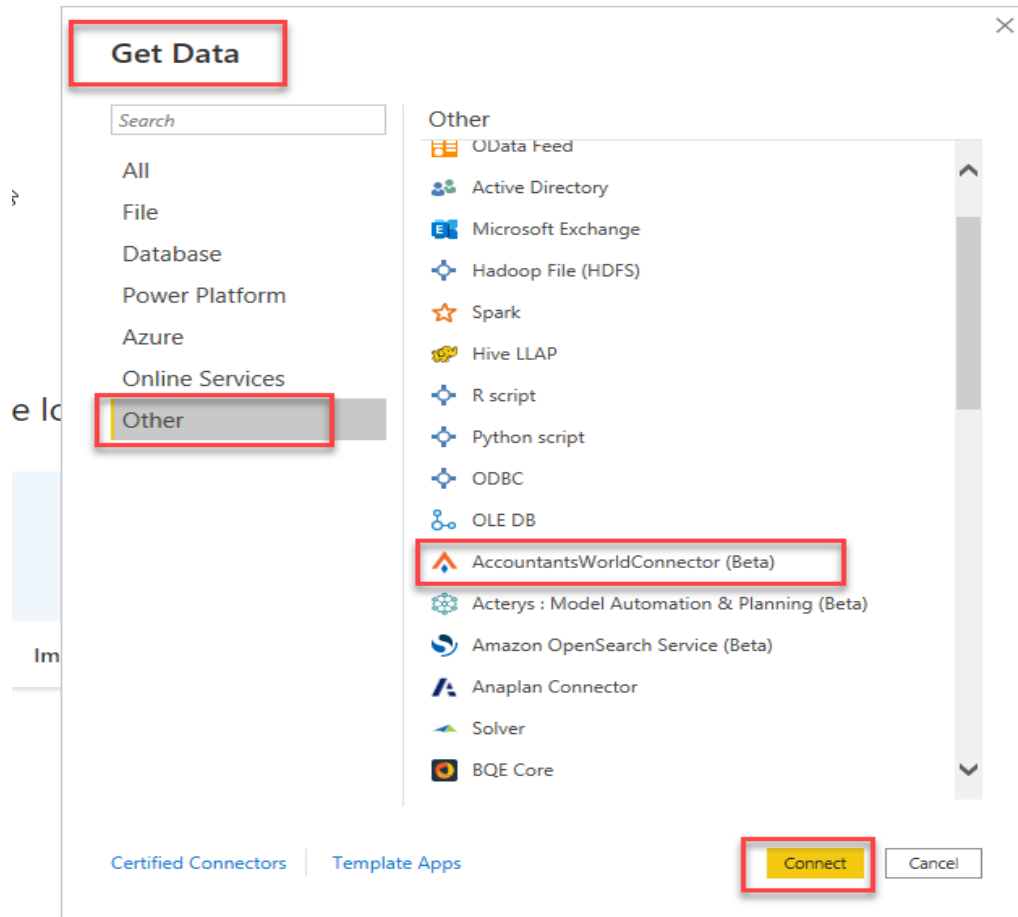 Get Data
Search
All
File
Database
Power Platform
Azure
Online Services
Other
Other
OData Feed
Active Directory
Microsoft Exchange
Hadoop File (HDFS)
Spark
Hive LLAP
R script
Python script
ODBC
OLE DB
AccountantsWorldConnector (Beta)
Acterys : Model Automation & Planning (Beta)
Amazon OpenSearch Service (Beta)
Anaplan Connector
Solver
BQE Core
Certified Connectors
Template Apps
Connect
Cancel
e lo
Im